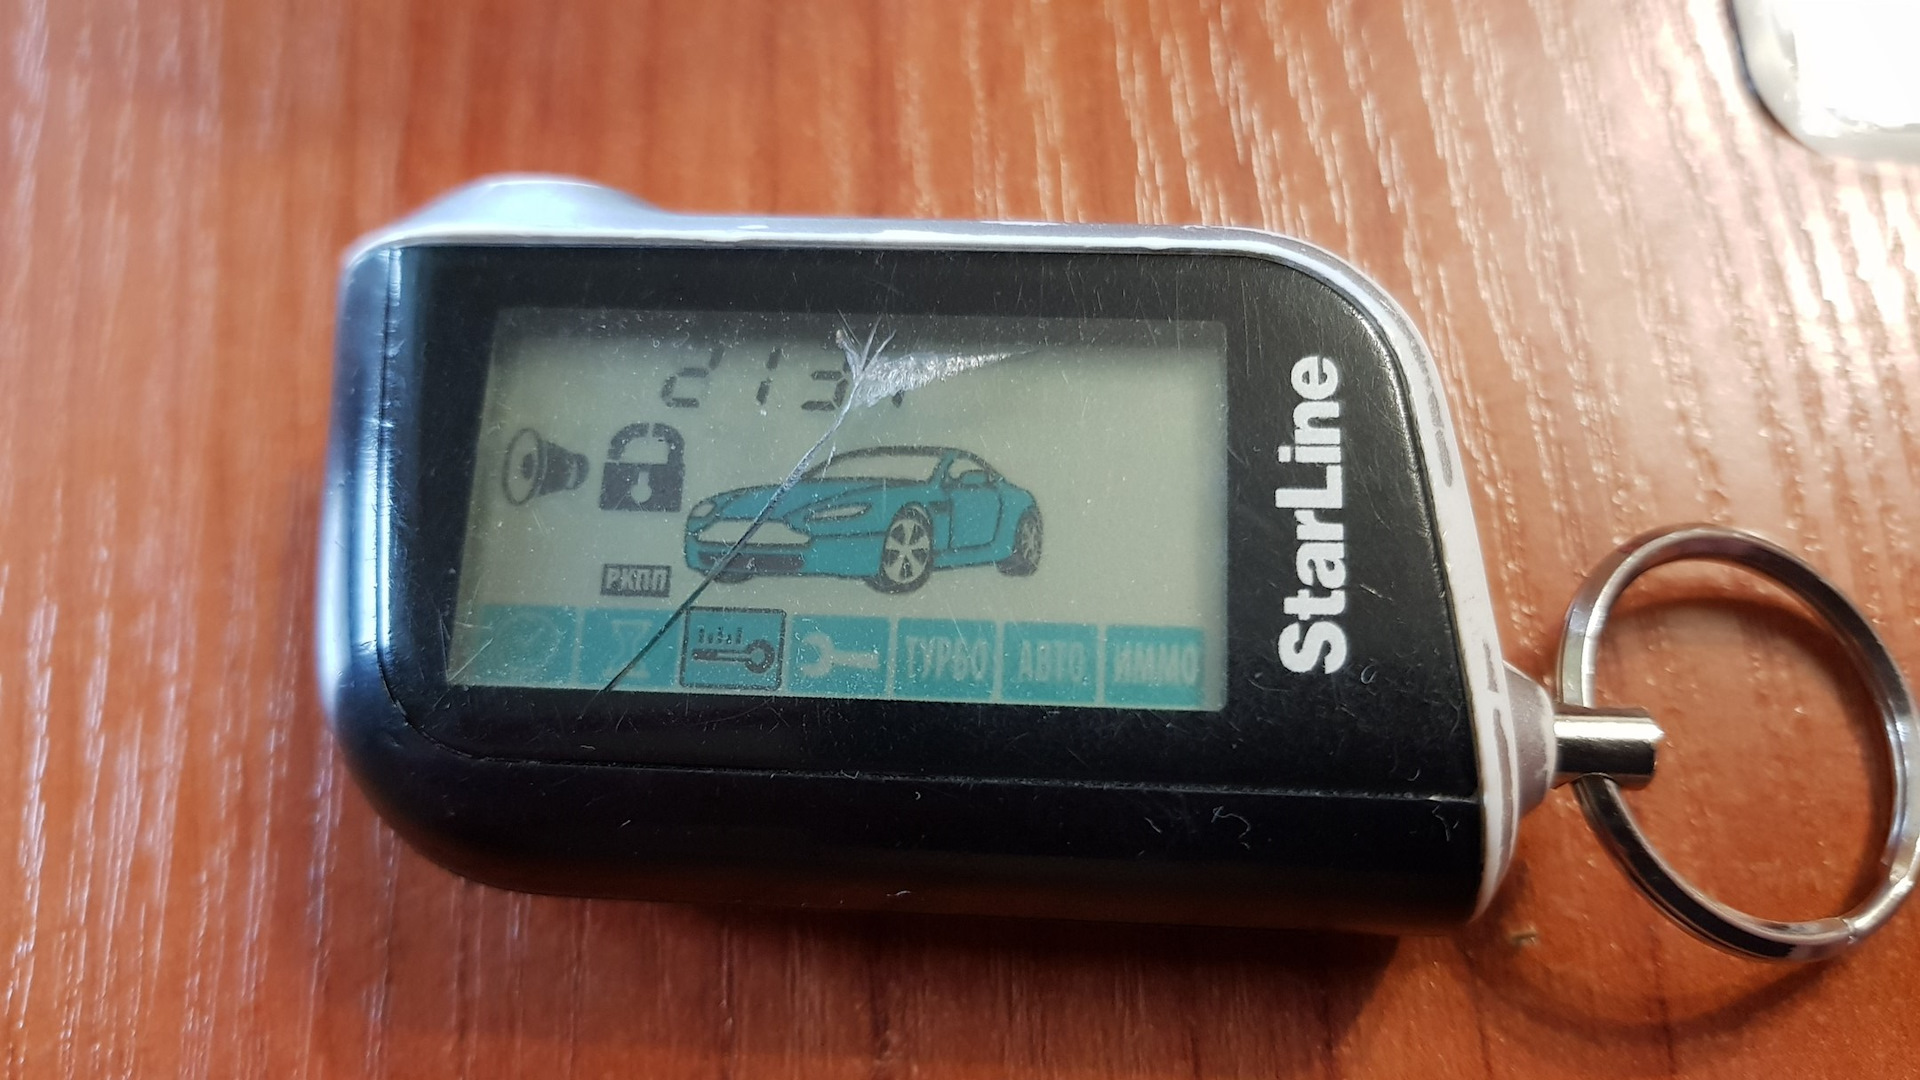 213
РКПП
ТУРБО АВТО ИММО
StarLine